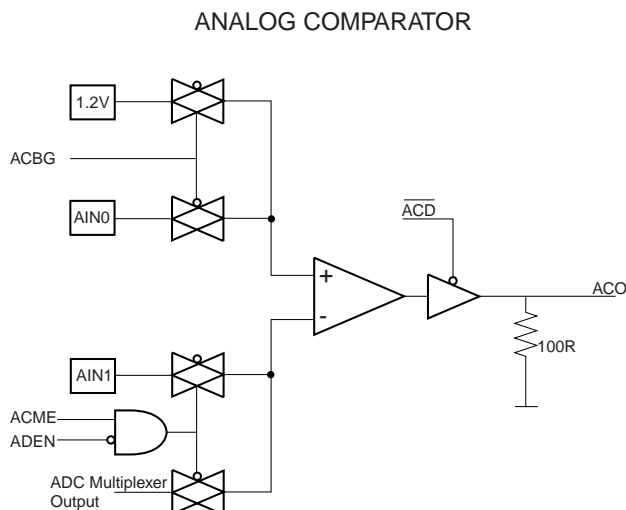 ANALOG COMPARATOR
1.2V
ACBG
AIN0
ACD
+
ACO
-
100R
AIN1
ACME
ADEN
ADC Multiplexer
Output